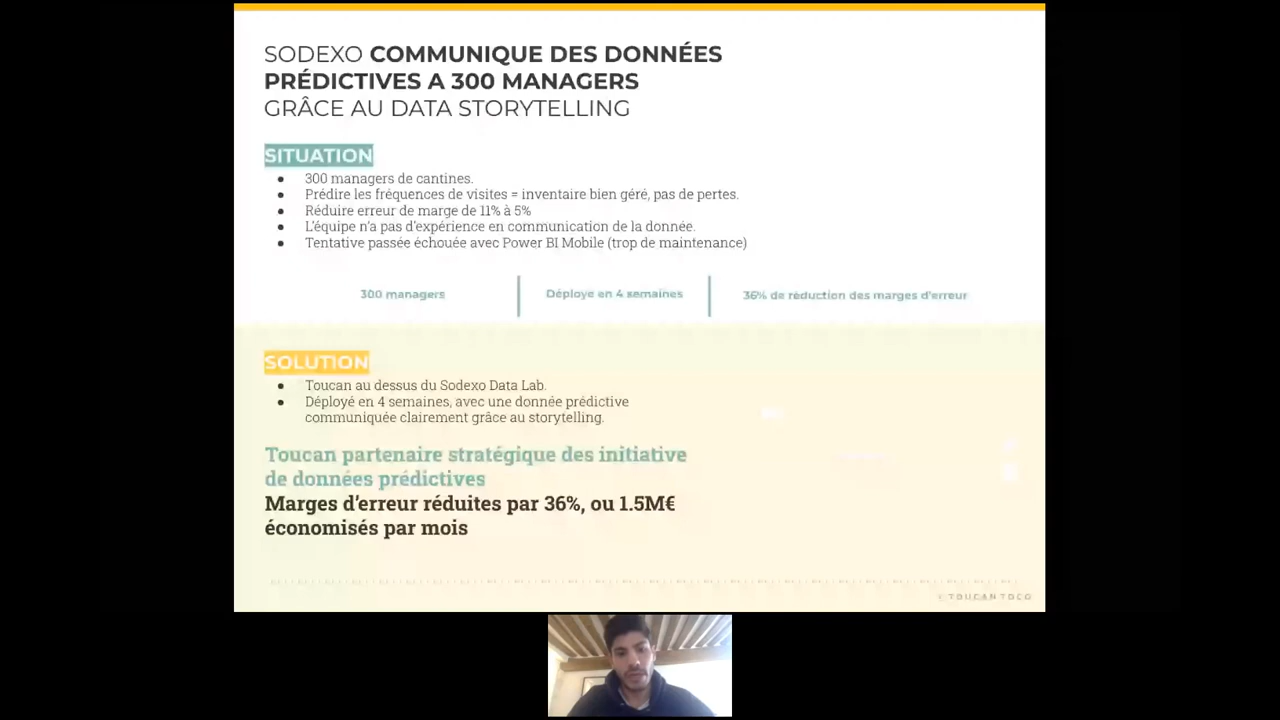 SODEXO COMMUNIQUE DES DONNÉES
PRÉDICTIVES A 300 MANAGERS
GRÂCE AU DATA STORYTELLING
SITUATION
● 300 managers de cantines.
● Prédire les fréquences de visites = inventaire bien géré, pas de pertes.
● Réduire erreur de marge de 11% à 5%
● L'équipe n'a pas d'expérience en communication de la donnée.
● Tentative passée échouée avec Power BI Mobile (trop de maintenance)
300 managers
Déployé en 4 semaines
36% de réduction des marges d'erreur
SOLUTION
● Toucan au dessus du Sodexo Data Lab.
● Déployé en 4 semaines, avec une donnée prédictive
communiquée clairement grâce au storytelling.
Toucan partenaire stratégique des initiative
de données prédictives
Marges d'erreur réduites par 36%, ou 1.5M€
économisés par mois
TOUCAN TOCO